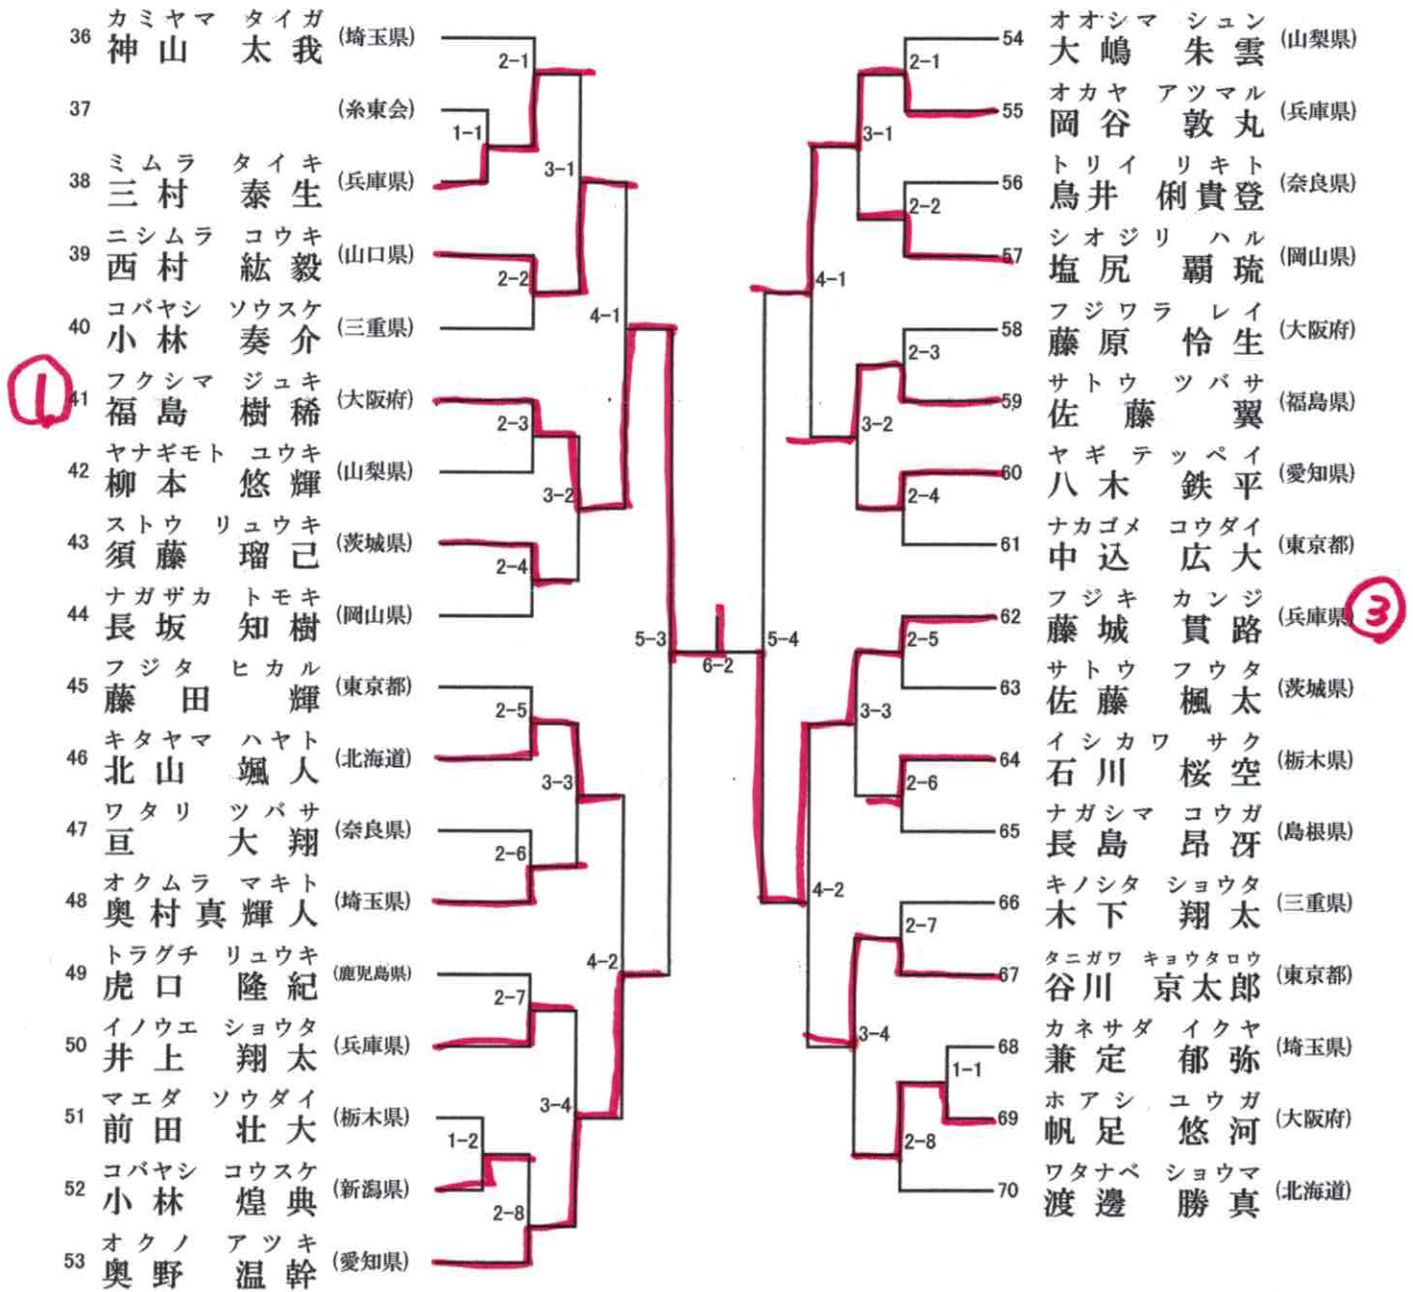 カミヤマ タイガ
36 神山 太我 (埼玉県)
37 (糸東会)
ミムラ タイキ
38 三村 泰生 (兵庫県)
ニシムラ コウキ
39 西村 紘毅 (山口県)
コバヤシ ソウスケ
40 小林 奏介 (三重県)
フクシマ ジュキ
① 41 福島 樹稀 (大阪府)
ヤナギモト ユウキ
42 柳本 悠輝 (山梨県)
ストウ リュウキ
43 須藤 瑠己 (茨城県)
ナガザカ トモキ
44 長坂 知樹 (岡山県)
フジタ ヒカル
45 藤田 輝 (東京都)
キタヤマ ハヤト
46 北山 颯人 (北海道)
ワタリ ツバサ
47 亘 大翔 (奈良県)
オクムラ マキト
48 奥村真輝人 (埼玉県)
トラグチ リュウキ
49 虎口 隆紀 (鹿児島県)
イノウエ ショウタ
50 井上 翔太 (兵庫県)
マエダ ソウダイ
51 前田 壮大 (栃木県)
コバヤシ コウスケ
52 小林 煌典 (新潟県)
オクノ アツキ
53 奥野 温幹 (愛知県)
2-1
1-1
3-1
2-2
4-1
2-3
3-2
2-4
5-3
2-5
3-3
2-6
4-2
2-7
3-4
1-2
2-8
6-2
5-4
2-1
3-1
2-2
4-1
2-3
3-2
2-4
2-5
3-3
2-6
4-2
2-7
3-4
1-1
2-8
オオシマ シュン
54 大嶋 朱雲 (山梨県)
オカヤ アツマル
55 岡谷 敦丸 (兵庫県)
トリイ リキト
56 鳥井 俐貴登 (奈良県)
シオジリ ハル
57 塩尻 覇琉 (岡山県)
フジワラ レイ
58 藤原 怜生 (大阪府)
サトウ ツバサ
59 佐藤 翼 (福島県)
ヤギ テッペイ
60 八木 鉄平 (愛知県)
ナカゴメ コウダイ
61 中込 広大 (東京都)
フジキ カンジ
62 藤城 貫路 (兵庫県) ③
サトウ フウタ
63 佐藤 楓太 (茨城県)
イシカワ サク
64 石川 桜空 (栃木県)
ナガシマ コウガ
65 長島 昂冴 (島根県)
キノシタ ショウタ
66 木下 翔太 (三重県)
タニガワ キョウタロウ
67 谷川 京太郎 (東京都)
カネサダ イクヤ
68 兼定 郁弥 (埼玉県)
ホアシ ユウガ
69 帆足 悠河 (大阪府)
ワタナベ ショウマ
70 渡邊 勝真 (北海道)